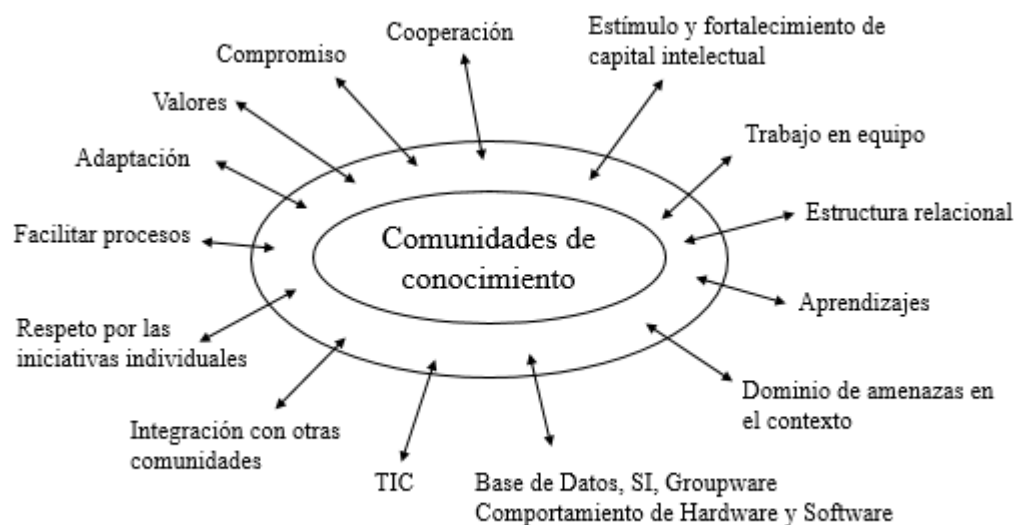 Cooperación
Estímulo y fortalecimiento de
capital intelectual
Compromiso
Valores
Trabajo en equipo
Adaptación
Estructura relacional
Facilitar procesos
Comunidades de
conocimiento
Aprendizajes
Respeto por las
iniciativas individuales
Dominio de amenazas en
el contexto
Integración con otras
comunidades
TIC
Base de Datos, SI, Groupware
Comportamiento de Hardware y Software